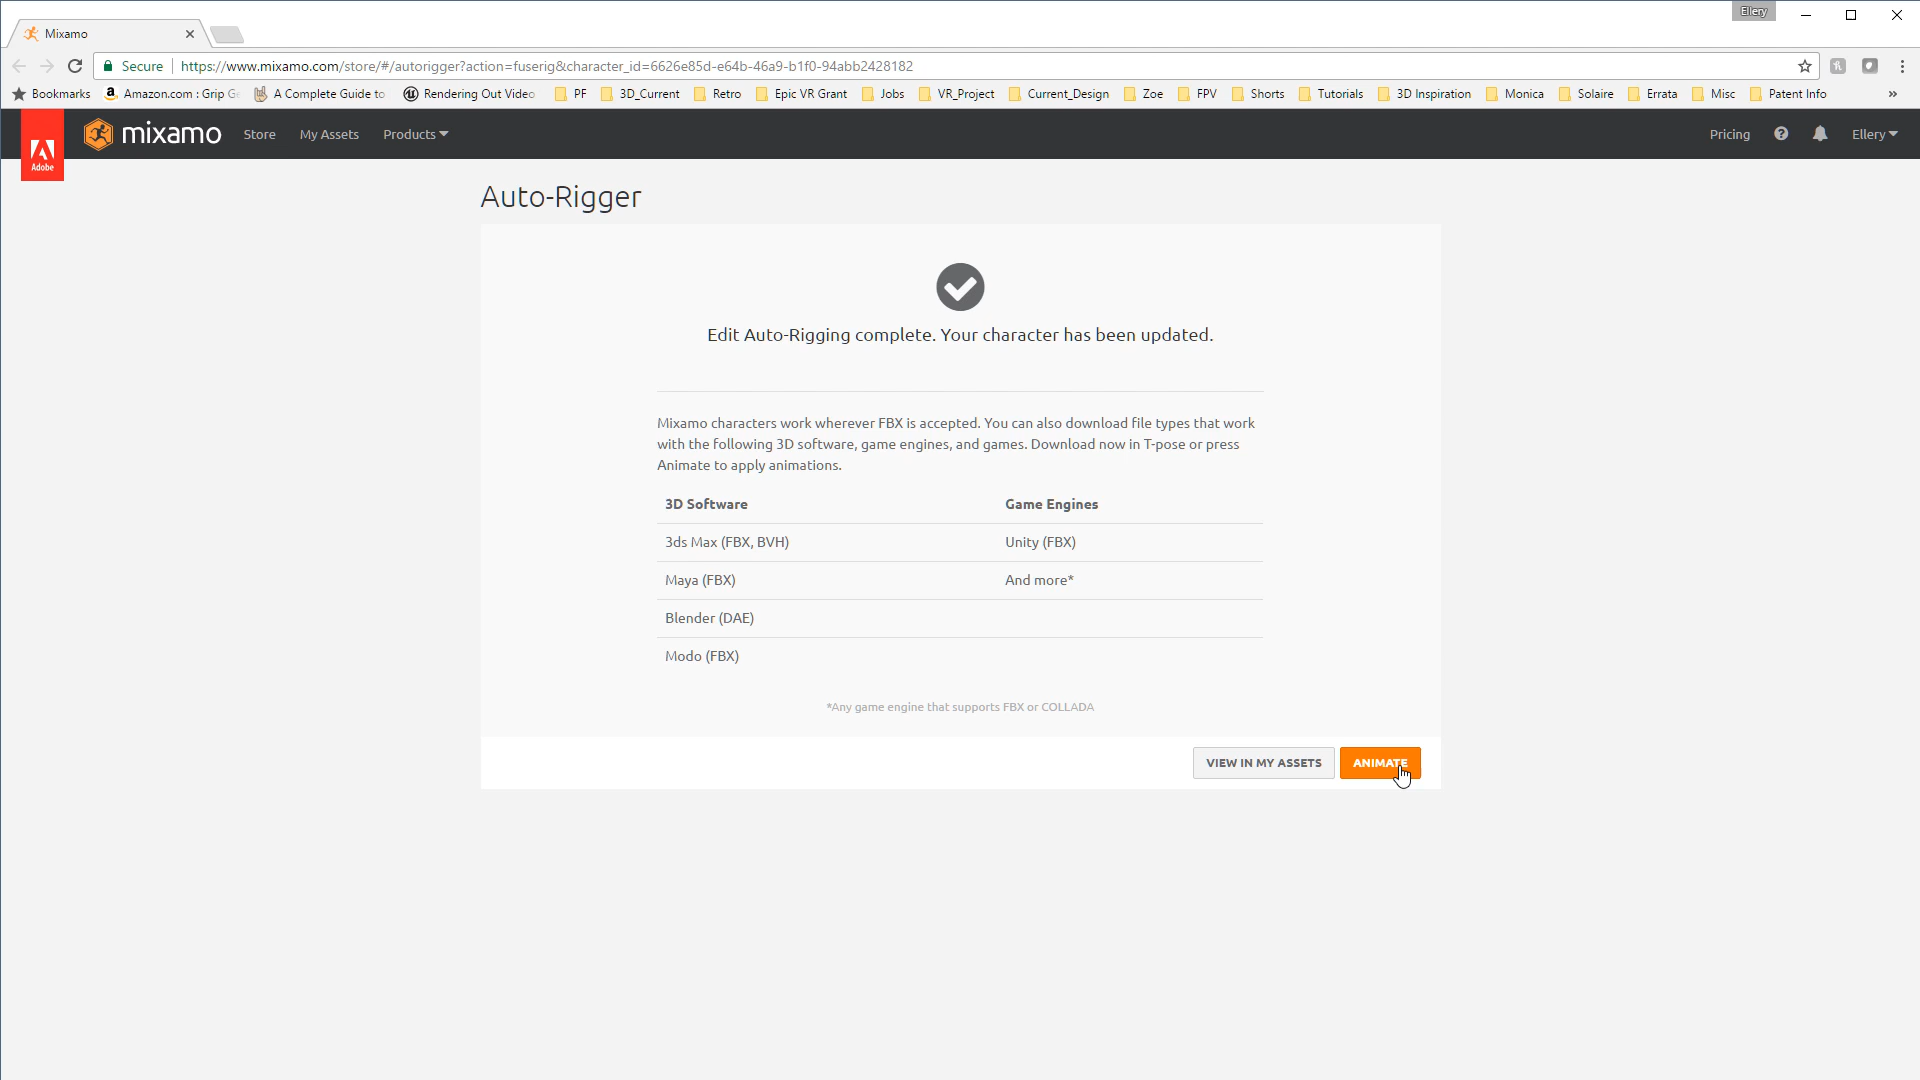 Ellery
Mixamo
Secure https://www.mixamo.com/store/#/autorigger?action=fuserig&character_id=6626e85d-e64b-46a9-b1f0-94abb2428182
Bookmarks Amazon.com : Grip A Complete Guide to Rendering Out Video PF 3D_Current Retro Epic VR Grant Jobs VR_Project Current_Design Zoe FPV Shorts Tutorials 3D Inspiration Monica Solaire Errata Misc Patent Info »
Adobe mixamo Store My Assets Products Pricing Ellery
Auto-Rigger
Edit Auto-Rigging complete. Your character has been updated.
Mixamo characters work wherever FBX is accepted. You can also download file types that work
with the following 3D software, game engines, and games. Download now in T-pose or press
Animate to apply animations.
3D Software Game Engines
3ds Max (FBX, BVH) Unity (FBX)
Maya (FBX) And more*
Blender (DAE)
Modo (FBX)
*Any game engine that supports FBX or COLLADA
VIEW IN MY ASSETS ANIMATE